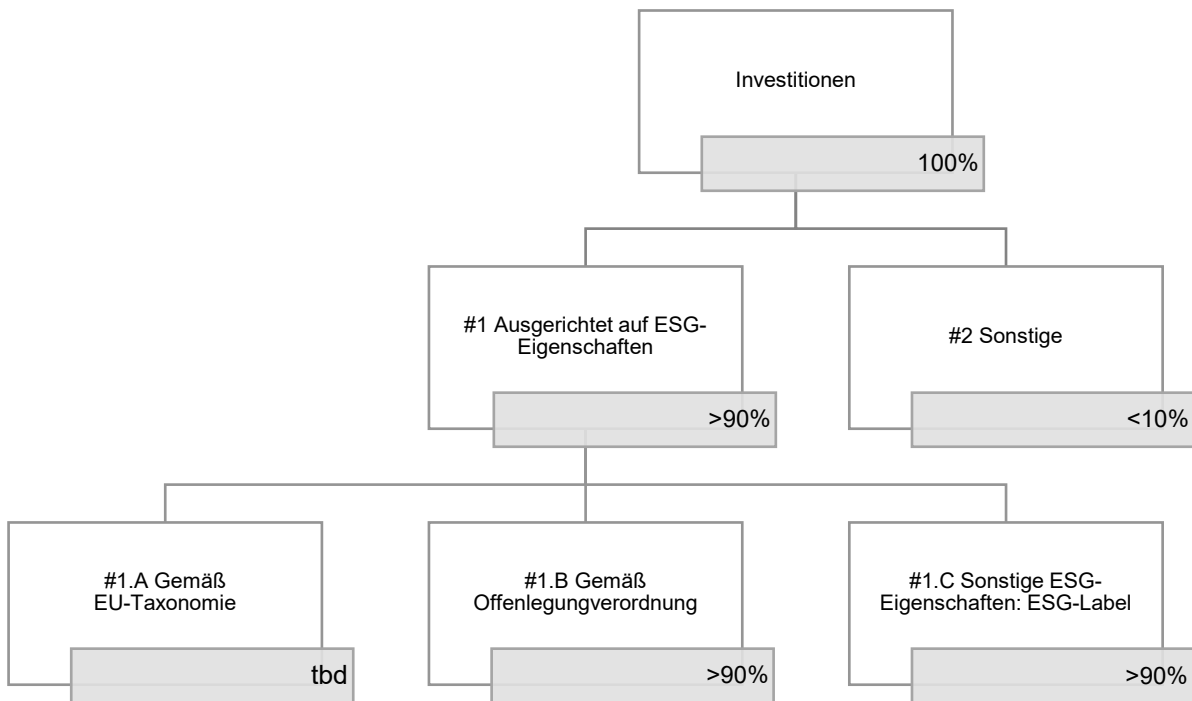 Investitionen
100%
#1 Ausgerichtet auf ESG-
Eigenschaften
>90%
#2 Sonstige
<10%
#1.A Gemäß
EU-Taxonomie
tbd
#1.B Gemäß
Offenlegungverordnung
>90%
#1.C Sonstige ESG-
Eigenschaften: ESG-Label
>90%